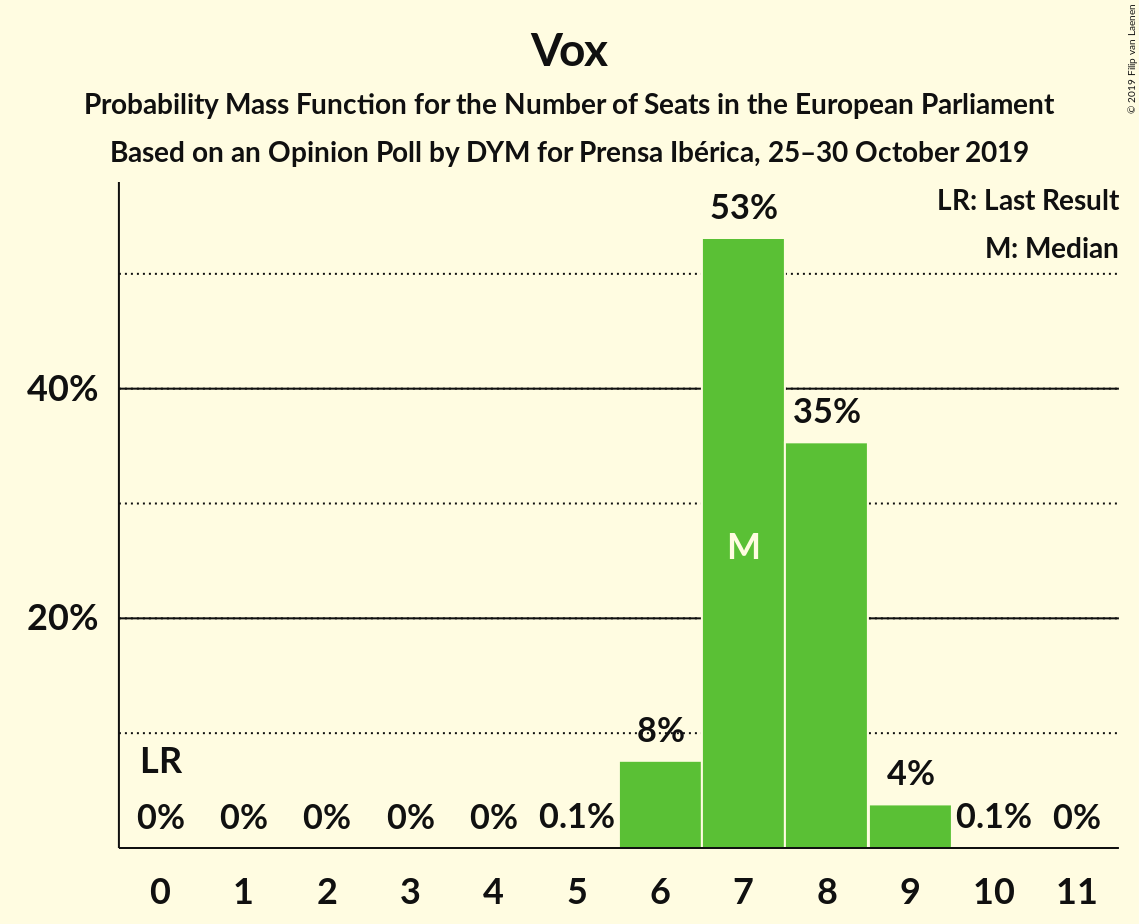 Vox
Probability Mass Function for the Number of Seats in the European Parliament
Based on an Opinion Poll by DYM for Prensa Ibérica, 25–30 October 2019
© 2019 Filip van Laenen
LR: Last Result
M: Median
53%
40%
35%
M
20%
8%
LR
4%
0% 0% 0% 0% 0% 0.1% 0.1% 0%
0 1 2 3 4 5 6 7 8 9 10 11